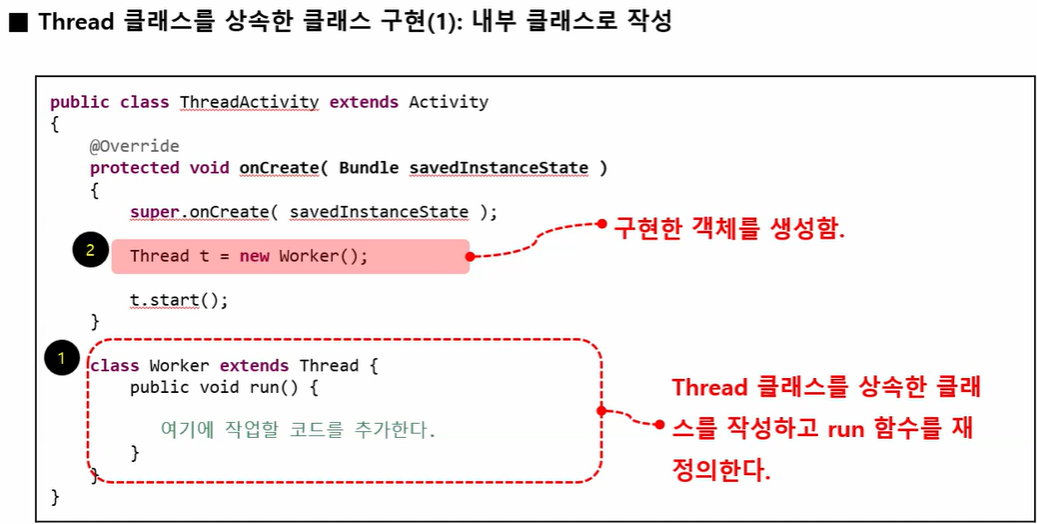 ■ Thread 클래스를 상속한 클래스 구현(1): 내부 클래스로 작성
public class ThreadActivity extends Activity
{
@Override
protected void onCreate( Bundle savedInstanceState )
{
super.onCreate( savedInstanceState );
2 Thread t = new Worker();
구현한 객체를 생성함.
t.start();
}
1 class Worker extends Thread {
public void run() {
여기에 작업할 코드를 추가한다.
}
}
}
Thread 클래스를 상속한 클래
스를 작성하고 run 함수를 재
정의한다.